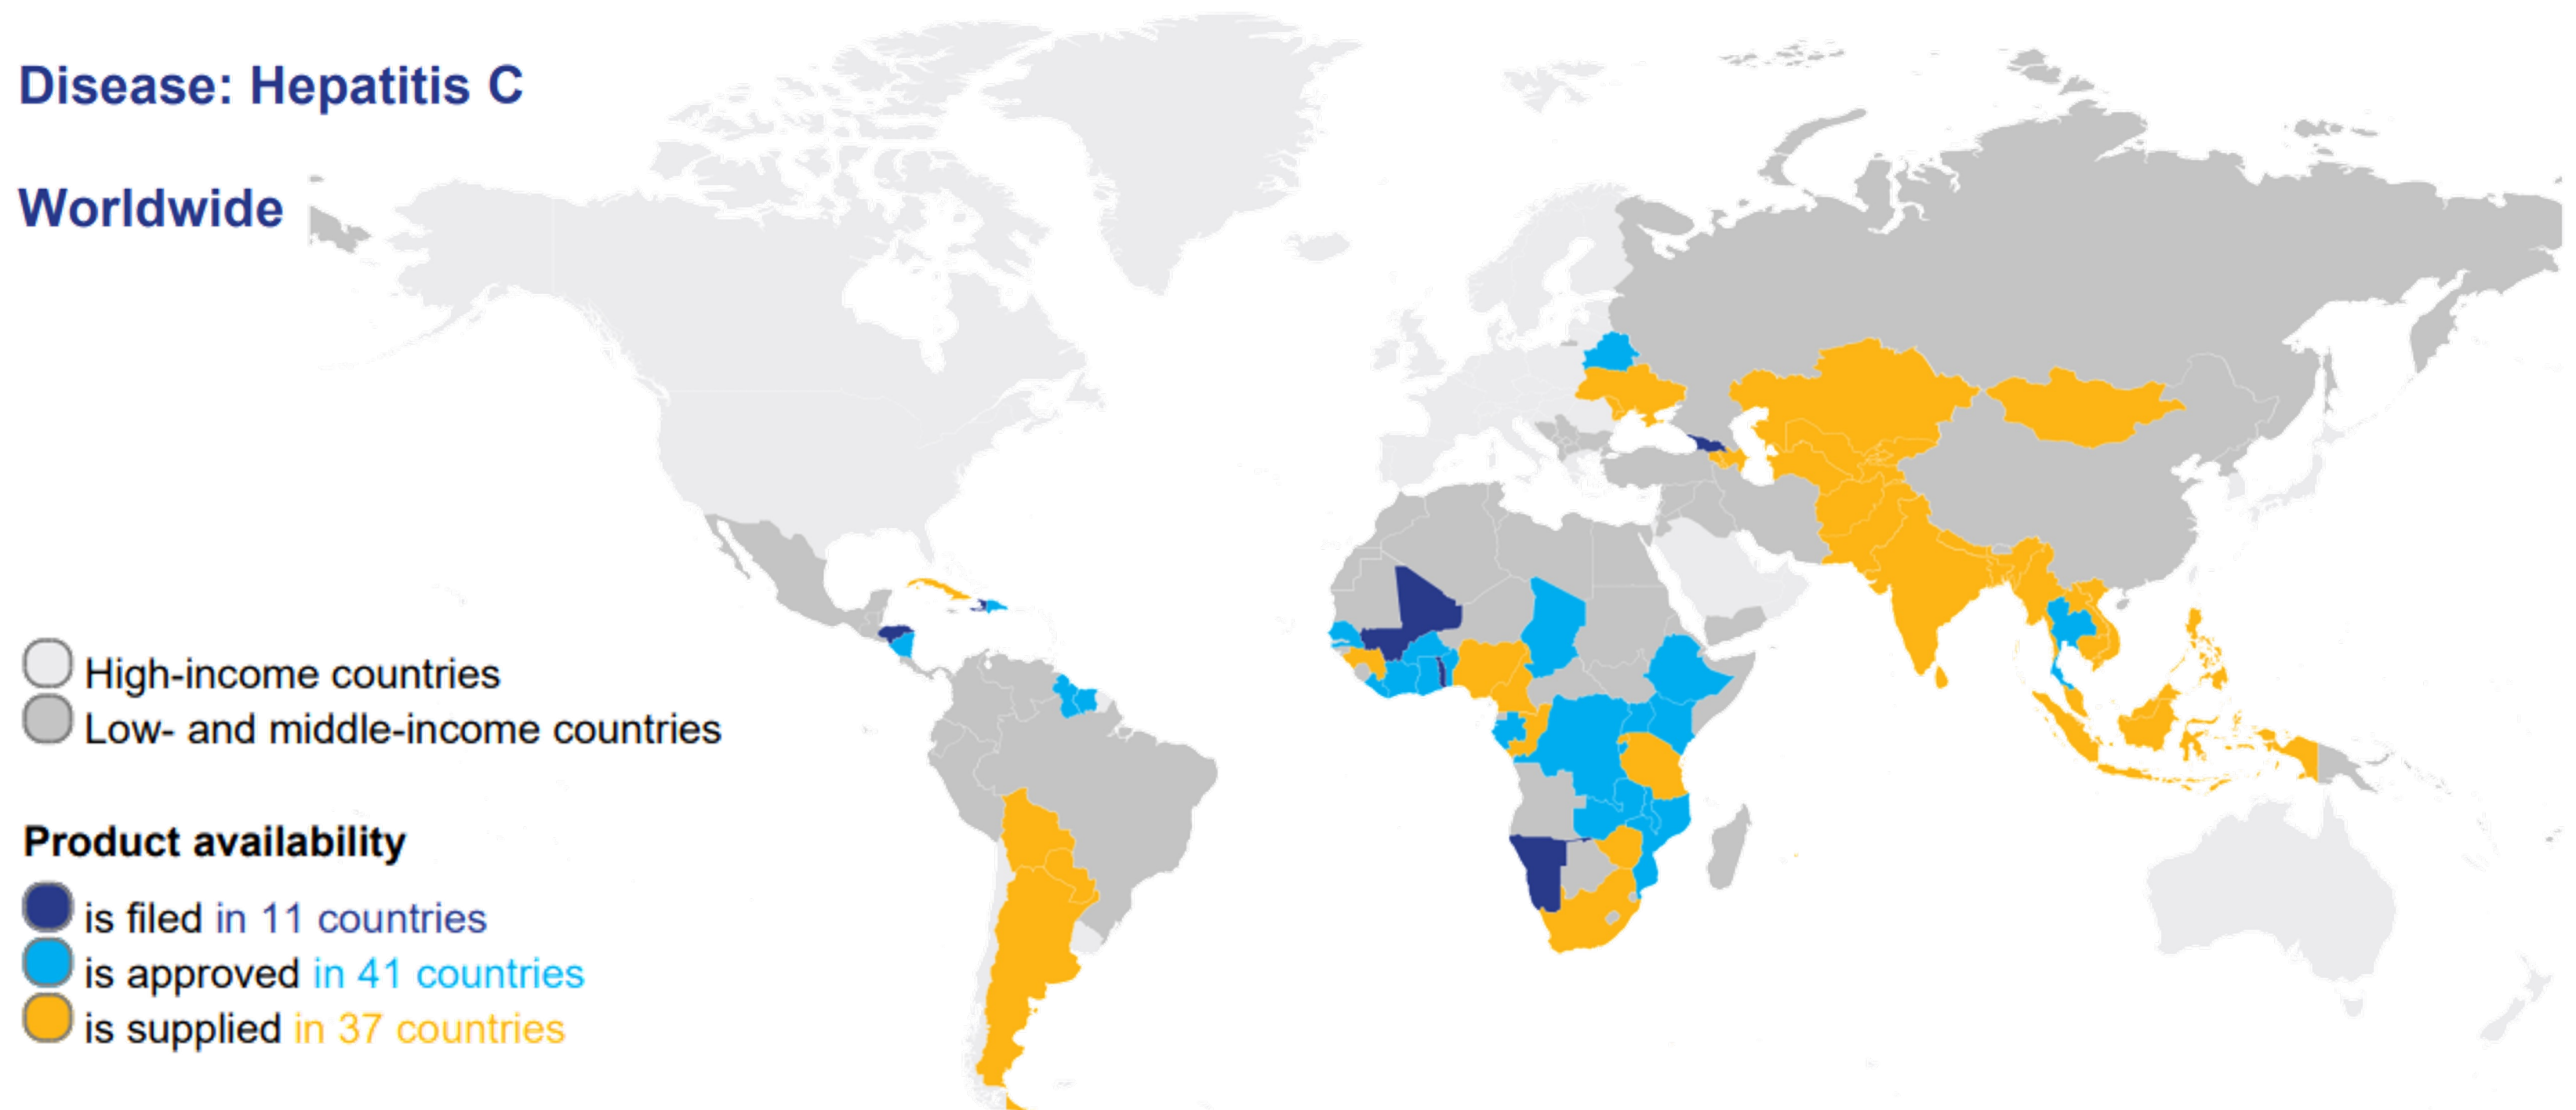 Disease: Hepatitis C
Worldwide
High-income countries
Low- and middle-income countries
Product availability
is filed in 11 countries
is approved in 41 countries
is supplied in 37 countries